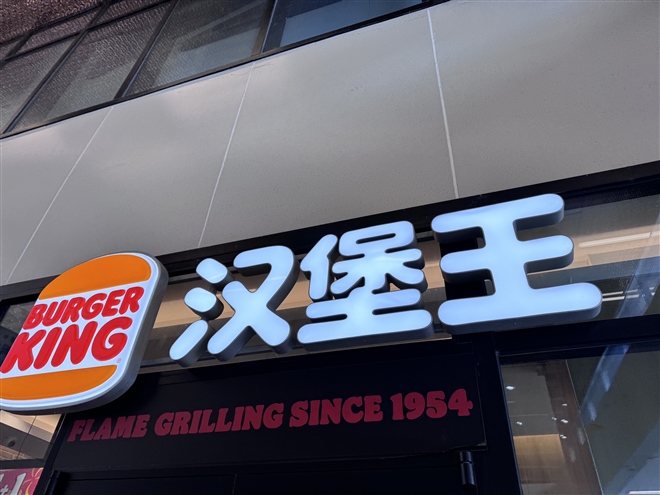 BURGER
KING
汉堡王
FLAME GRILLING SINCE 1954